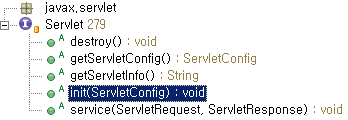 javax.servlet
Servlet 279
destroy() : void
getServletConfig() : ServletConfig
getServletInfo() : String
init(ServletConfig) : void
service(ServletRequest, ServletResponse) : void